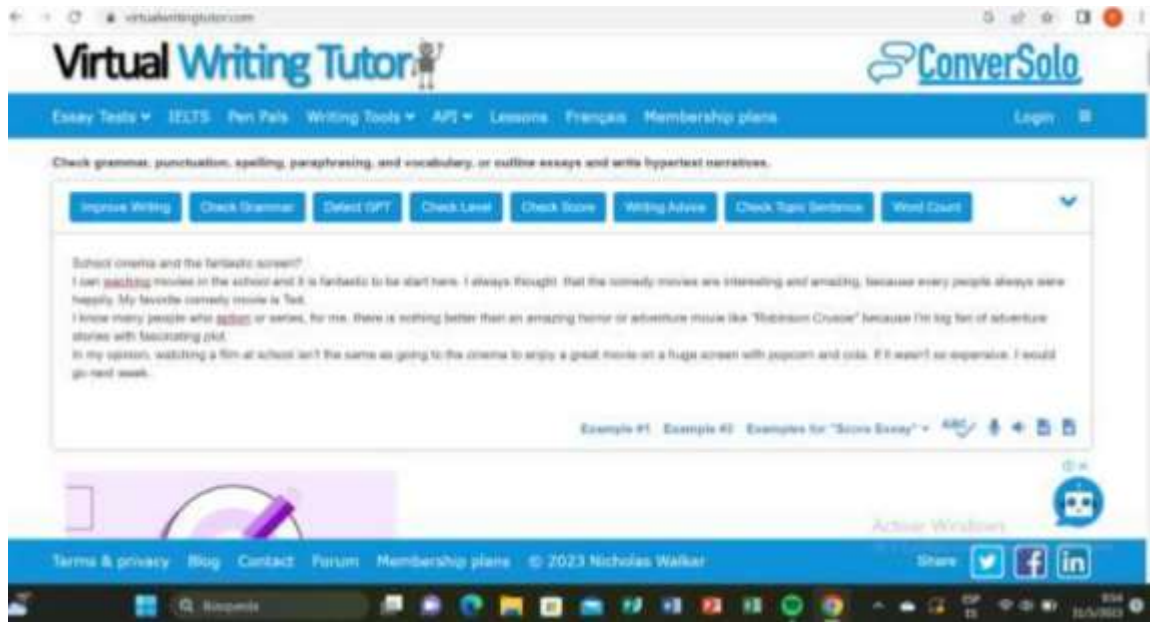 virtualwritingtutor.com
Virtual Writing Tutor
ConverSolo
Essay Tests IELTS Pen Pals Writing Tools API Lessons Français Membership plans Login
Check grammar, punctuation, spelling, paraphrasing, and vocabulary, or outline essays and write hypertext narratives.
Improve Writing Check Grammar Detect GPT Check Level Check Score Writing Advice Check Topic Sentence Word Count
School cinema and the fantastic screen?
I can waching movies in the school and it is fantastic to be start here. I always thought that the comedy movies are interesting and amazing, because every people always were
happily. My favorite comedy movie is Ted.
I know many people who action or series, for me, there is nothing better than an amazing horror or adventure movie like "Robinson Crusoe" because I'm big fan of adventure
stories with fascinating plot.
In my opinion, watching a film at school isn't the same as going to the cinema to enjoy a great movie on a huge screen with popcorn and cola. If it wasn't so expensive, I would
go next week.
Example #1 Example #2 Examples for "Score Essay" ABC
Activar Windows
Terms & privacy Blog Contact Forum Membership plans © 2023 Nicholas Walker Share
Búsqueda ESP
ES